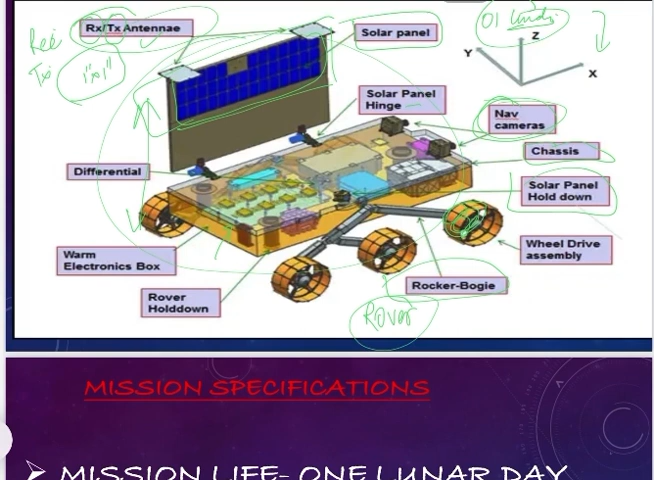 Rx/Tx Antennae
Solar panel
Z
Y
X
Solar Panel
Hinge
Nav
cameras
Chassis
Differential
Solar Panel
Hold down
Warm
Electronics Box
Wheel Drive
assembly
Rocker-Bogie
Rover
Holddown
Rover
MISSION SPECIFICATIONS
➤ MISSION LIFE- ONE LUNAR DAY